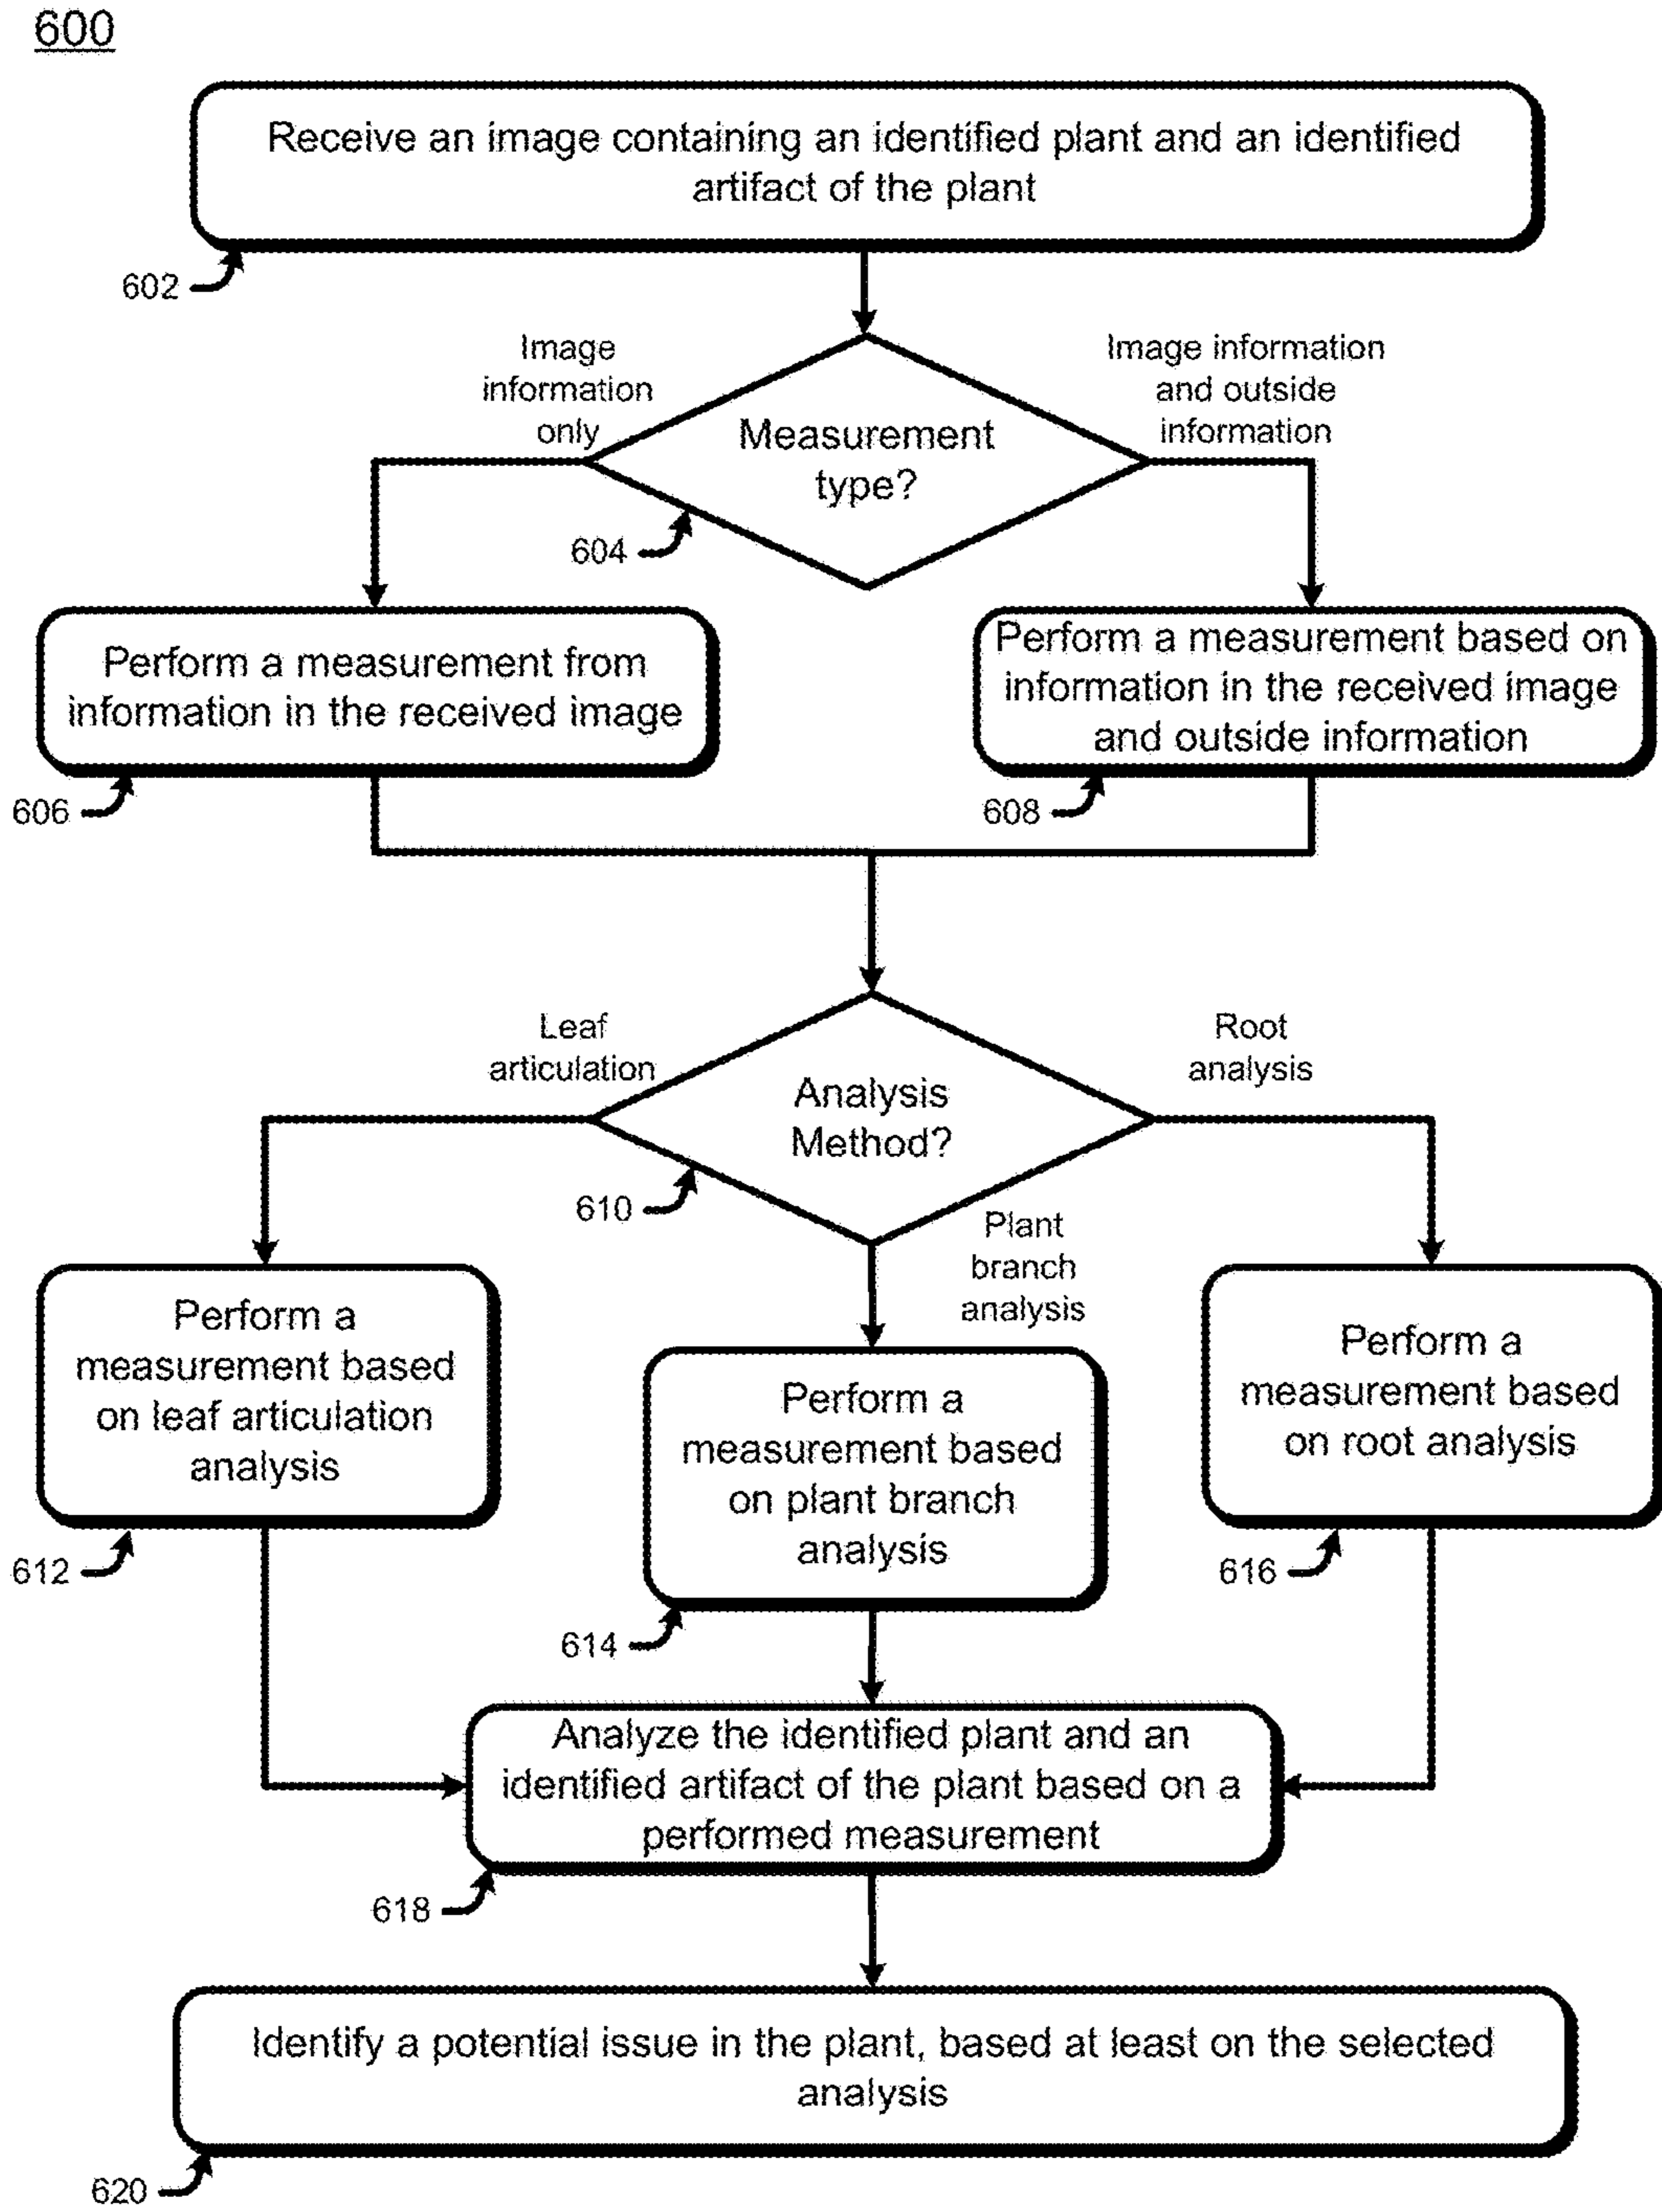 600
Receive an image containing an identified plant and an identified
artifact of the plant
602
Image
information
only
Image information
and outside
information
Measurement
type?
604
Perform a measurement from
information in the received image
606
Perform a measurement based on
information in the received image
and outside information
608
Leaf
articulation
Root
analysis
Analysis
Method?
610
Plant
branch
analysis
Perform a
measurement based
on leaf articulation
analysis
612
Perform a
measurement based
on plant branch
analysis
614
Perform a
measurement based
on root analysis
616
Analyze the identified plant and an
identified artifact of the plant based on a
performed measurement
618
Identify a potential issue in the plant, based at least on the selected
analysis
620